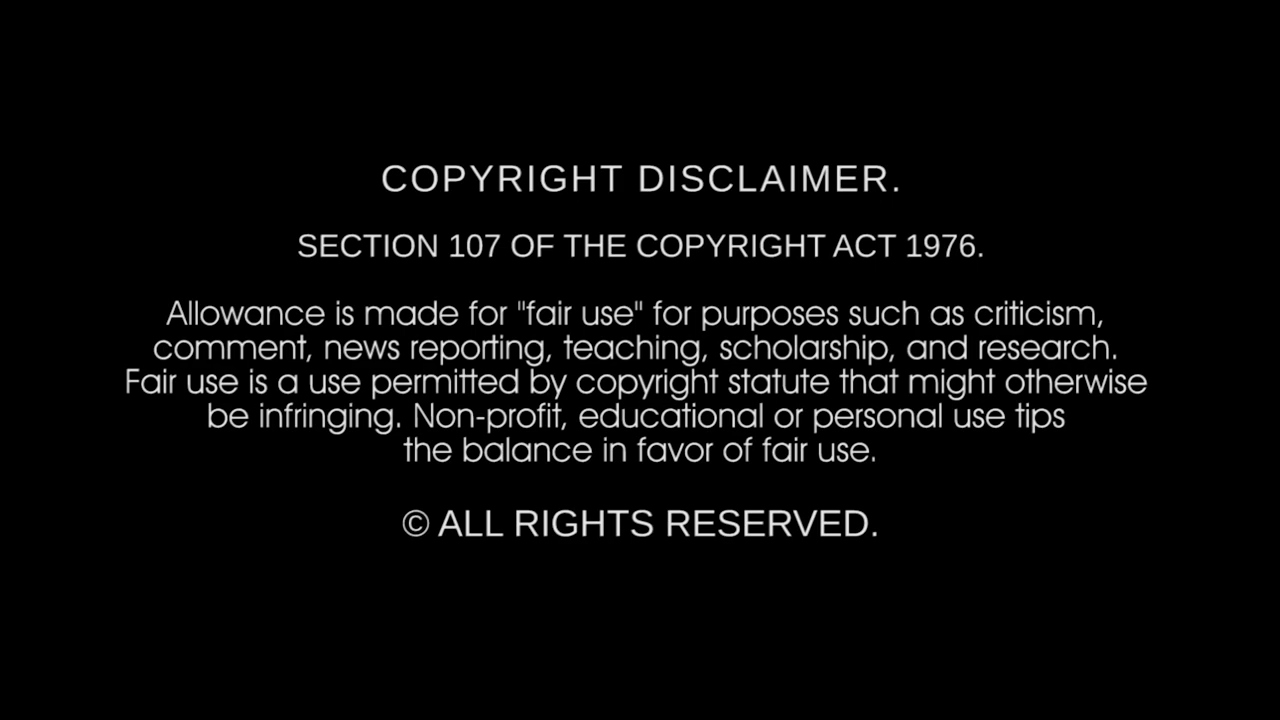 COPYRIGHT DISCLAIMER.
SECTION 107 OF THE COPYRIGHT ACT 1976.
Allowance is made for "fair use" for purposes such as criticism,
comment, news reporting, teaching, scholarship, and research.
Fair use is a use permitted by copyright statute that might otherwise
be infringing. Non-profit, educational or personal use tips
the balance in favor of fair use.
© ALL RIGHTS RESERVED.